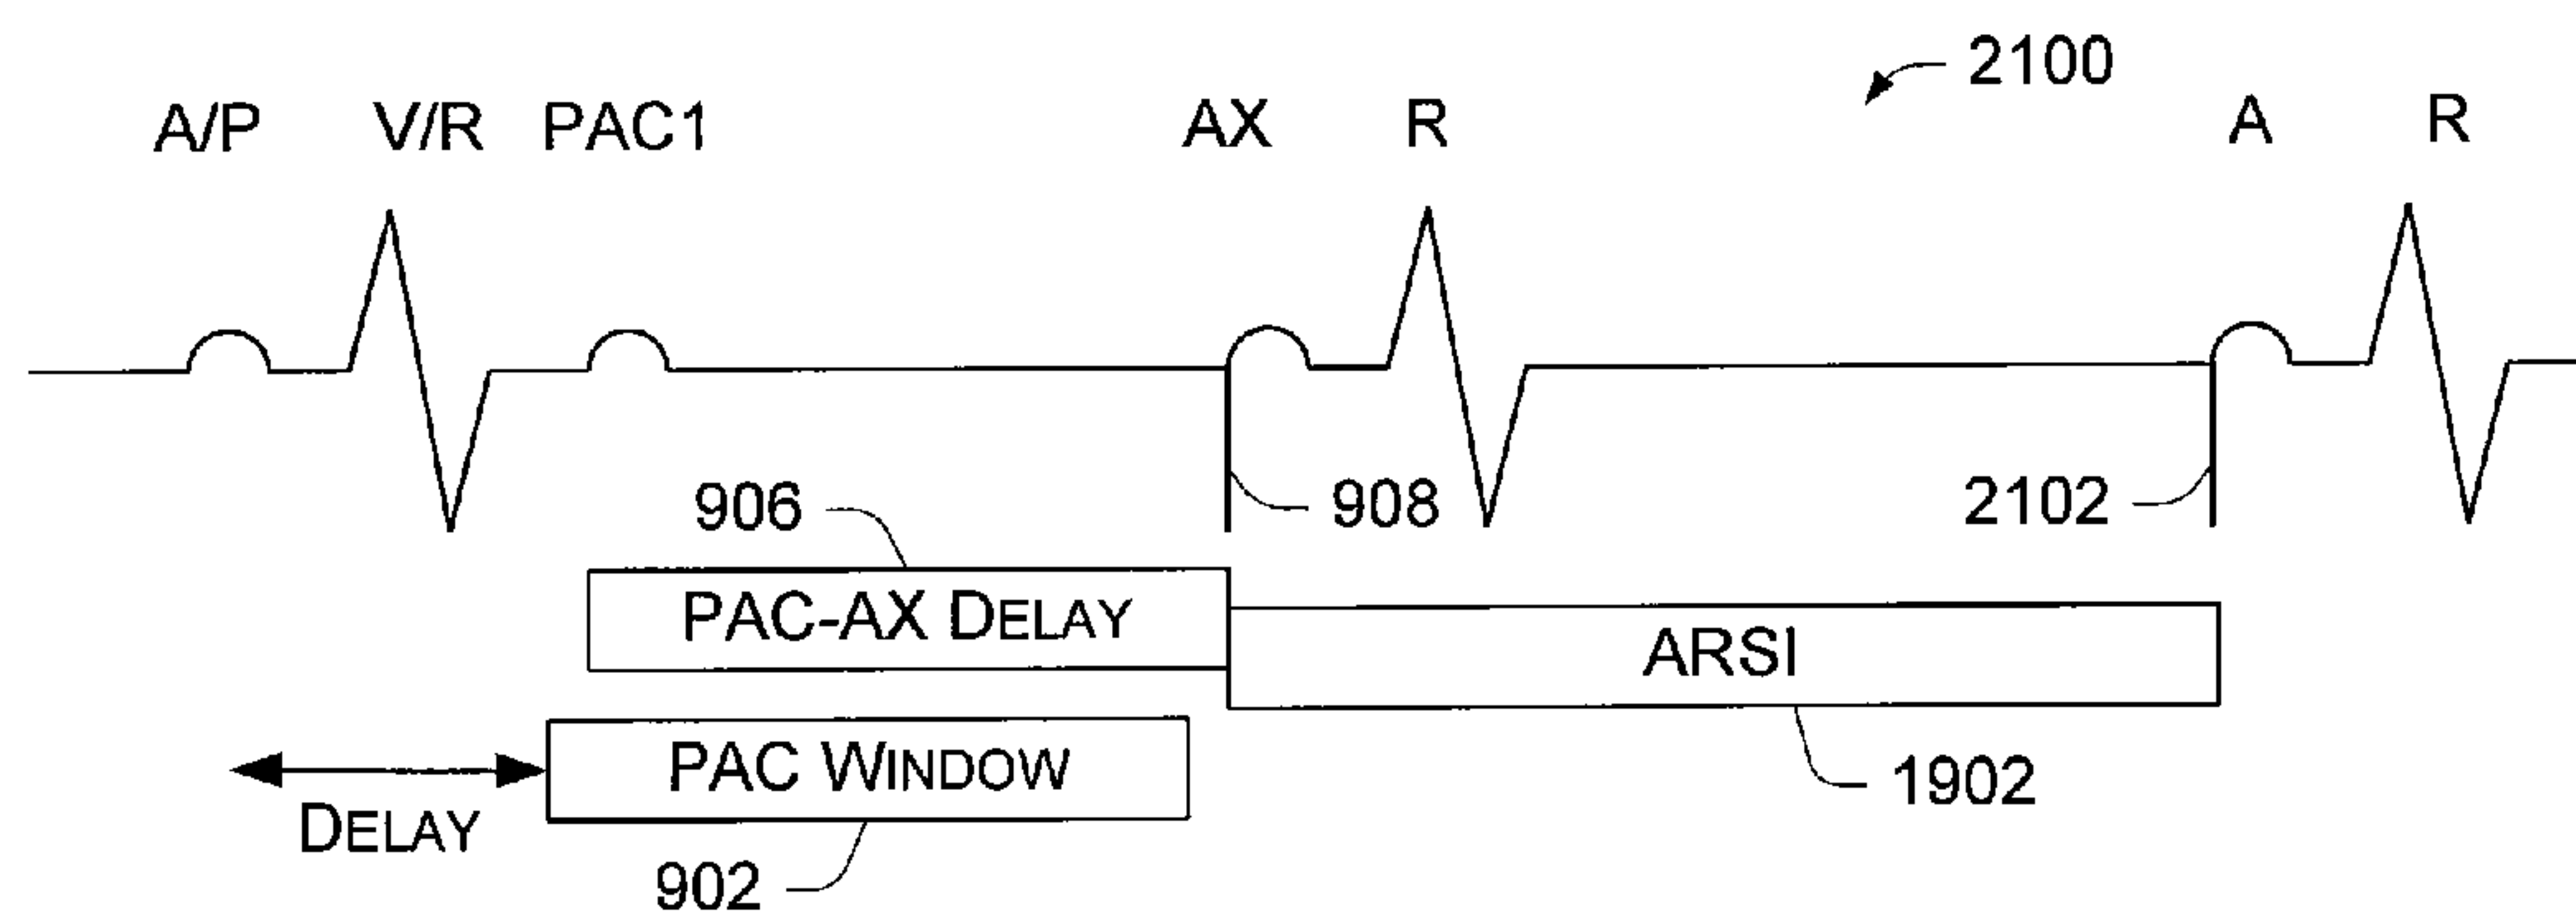 2100
A/P V/R PAC1 AX R A R
906
908
2102
PAC-AX DELAY
ARSI
PAC WINDOW
DELAY
1902
902